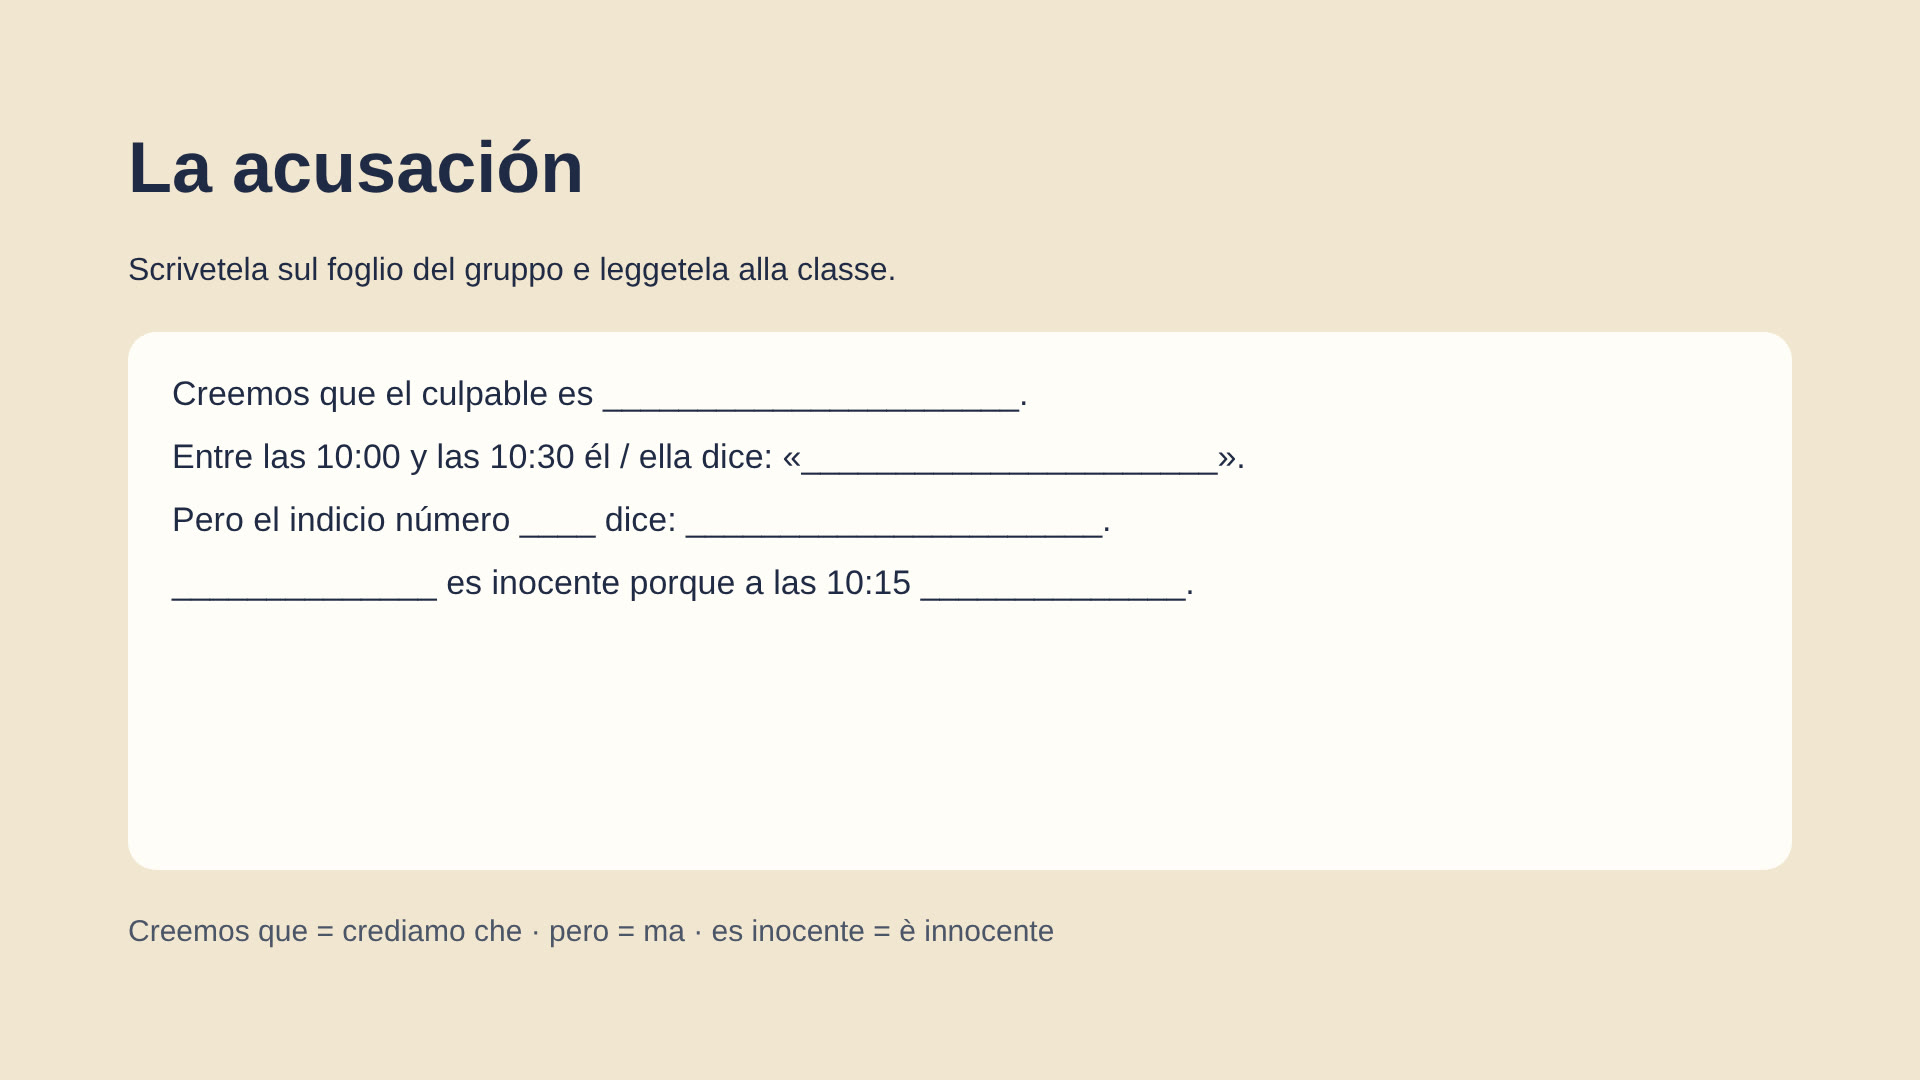 La acusación
Scrivetela sul foglio del gruppo e leggetela alla classe.
Creemos que el culpable es ______________________.
Entre las 10:00 y las 10:30 él / ella dice: «______________________».
Pero el indicio número ____ dice: ______________________.
______________ es inocente porque a las 10:15 ______________.
Creemos que = crediamo che · pero = ma · es inocente = è innocente